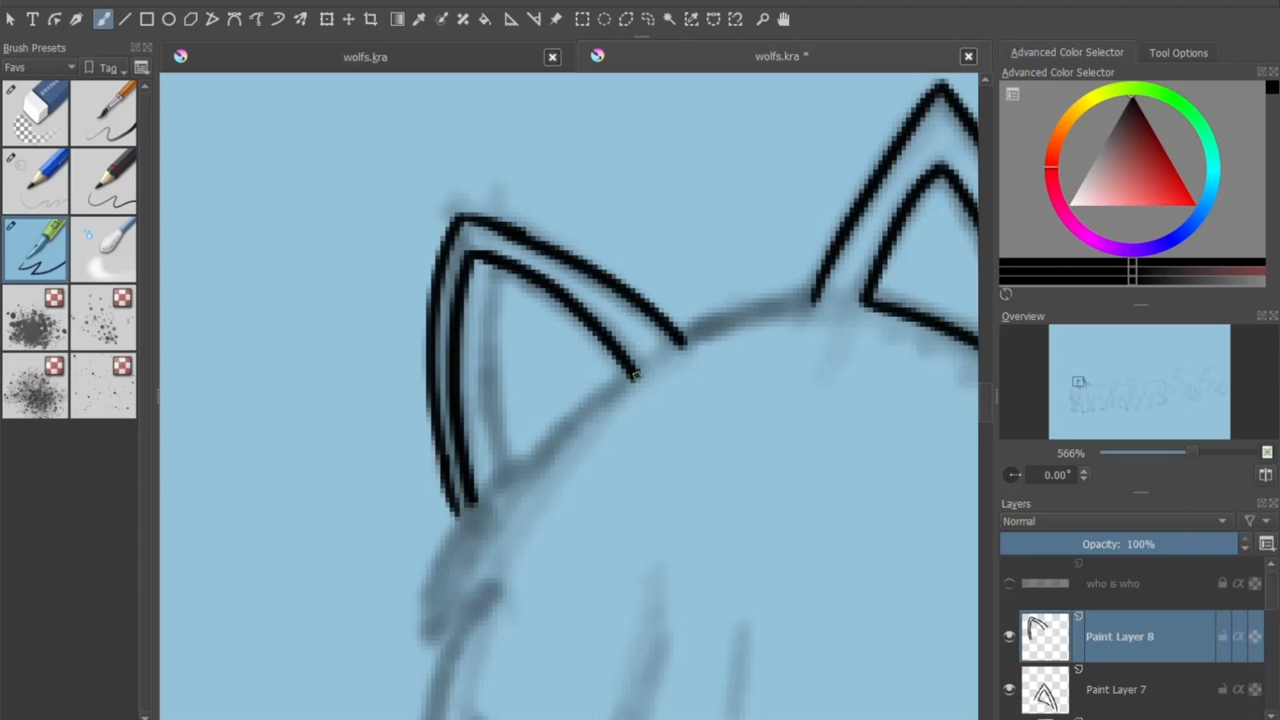 Brush Presets
Favs
Tag
wolfs.kra
wolfs.kra *
Advanced Color Selector
Tool Options
Advanced Color Selector
Overview
566%
0.00°
Layers
Normal
Opacity: 100%
who is who
Paint Layer 8
Paint Layer 7